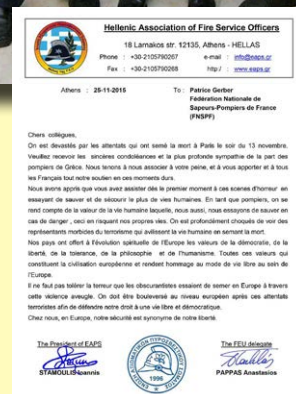 Hellenic Association of Fire Service Officers
18 Lamakos str. 12135, Athens - HELLAS
Phone : +30-2105790267 e-mail : info@eaps.gr
Fax : +30-2105790268 http:/ : www.eaps.gr
Athens : 25-11-2015 To : Patrice Gerbor
Fédération Nationale de
Sapeurs-Pompiers de France
(FNSPF)
Chers collègues,
On est dévastés par les attentats qui ont semé la mort à Paris le soir du 13 novembre.
Veuillez recevoir les sincères condoléances et la plus profonde sympathie de la part des
pompiers de Grèce. Nous tenons à nous associer à votre peine, et à vous apporter et à tous
les Français tout notre soutien en ces moments durs.
Nous avons appris que vous avez assister dès le premier moment à ces scènes d'horreur en
essayant de sauver et de sécourir le plus de vies humaines. En tant que pompiers, on se
rend compte de la valeur de la vie humaine laquelle, nous aussi, nous essayons de sauver en
cas de danger , ceci en risquant nos propres vies. On est profondément choqués de voir des
représentants morbides du terrorisme qui avilissent la vie humaine en semant la mort.
Nos pays ont offert à l'évolution spirituelle de l'Europe les valeurs de la démocratie, de la
liberté, de la tolerance, de la philosophie et de l'humanisme. Toutes ces valeurs qui
constituent la civilisation européenne et rendent hommage au mode de vie libre au sein de
l'Europe.
Il ne faut pas tolérer la terreur que les obscurantistes essaient de semer en Europe à travers
cette violence aveugle. On doit être bouleversé au niveau européen après ces attentats
terroristes afin de défendre notre droit à une vie libre et démocratique.
Chez nous, en Europe, notre sécurité est synonyme de notre liberté.
The President of EAPS The FEU delegate
STAMOULIS Ioannis PAPPAS Anastasios
1996